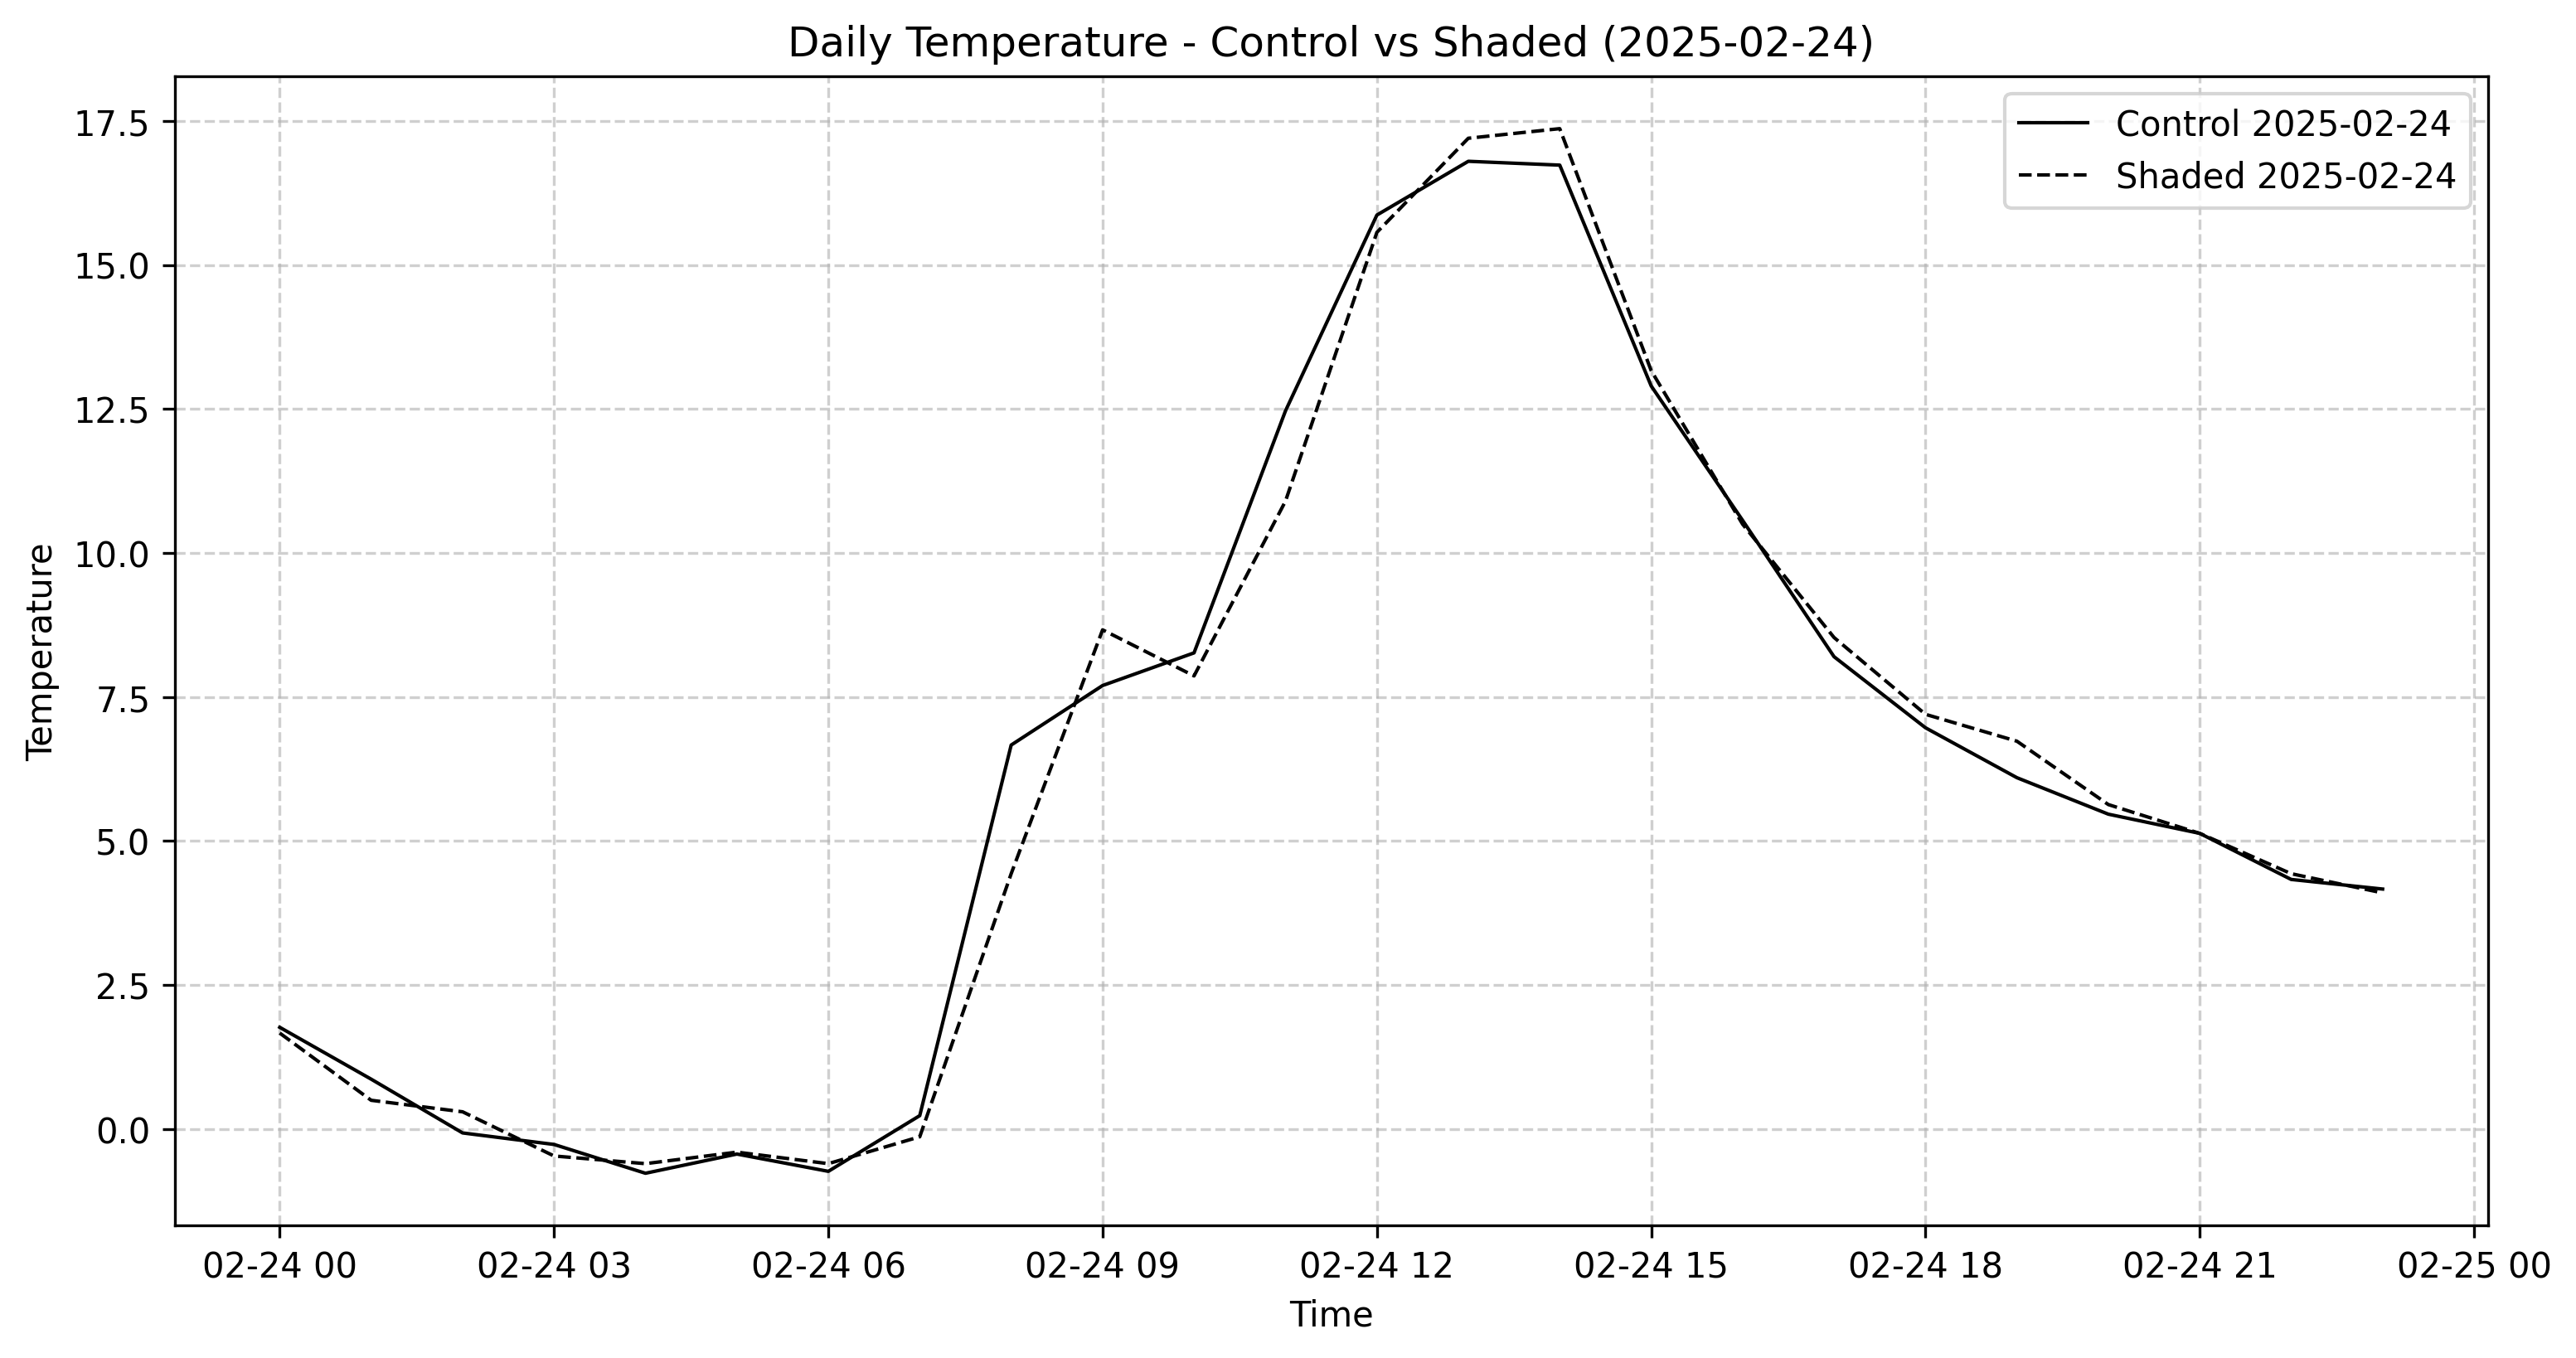 Daily Temperature - Control vs Shaded (2025-02-24)
Control 2025-02-24
Shaded 2025-02-24
Temperature
17.5
15.0
12.5
10.0
7.5
5.0
2.5
0.0
02-24 00 02-24 03 02-24 06 02-24 09 02-24 12 02-24 15 02-24 18 02-24 21 02-25 00
Time